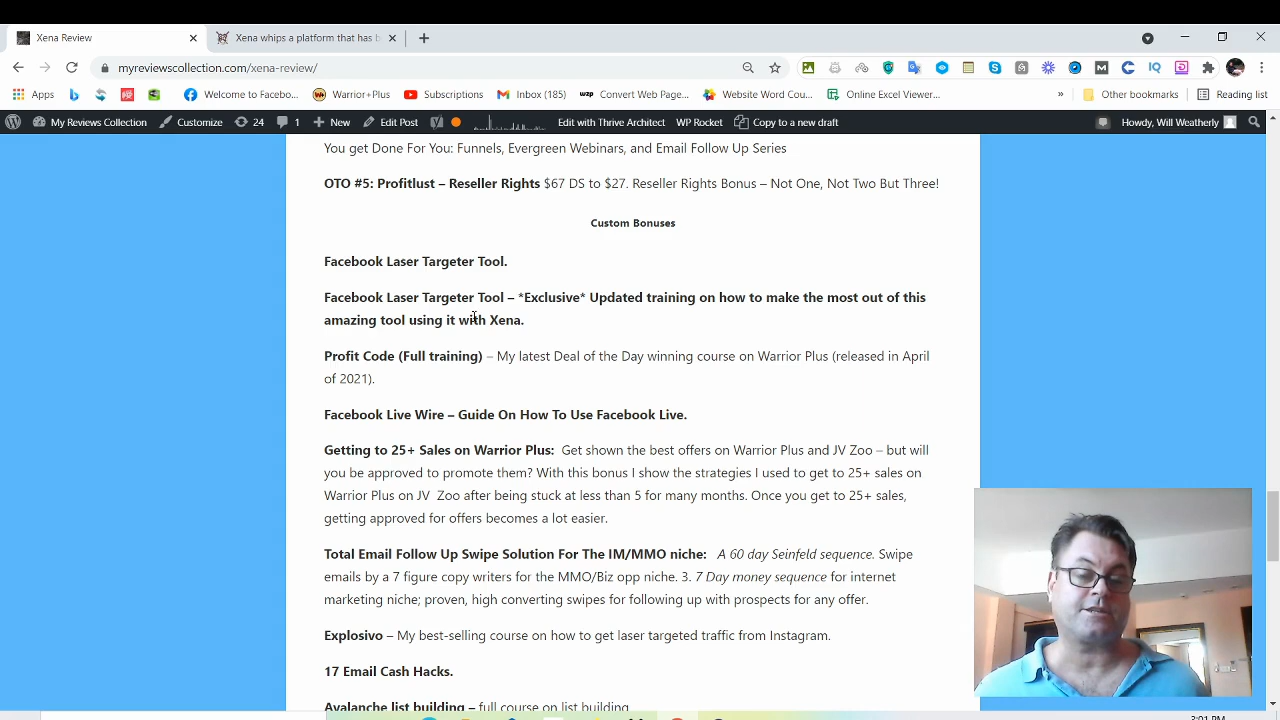 Xena Review
Xena whips a platform that has b
myreviewscollection.com/xena-review/
Apps
Welcome to Facebo...
Warrior+Plus
Subscriptions
Inbox (185)
wzp Convert Web Page...
Website Word Cou...
Online Excel Viewer...
»
Other bookmarks
Reading list
My Reviews Collection
Customize
24
1
New
Edit Post
Edit with Thrive Architect
WP Rocket
Copy to a new draft
Howdy, Will Weatherly
You get Done For You: Funnels, Evergreen Webinars, and Email Follow Up Series
OTO #5: Profitlust – Reseller Rights $67 DS to $27. Reseller Rights Bonus – Not One, Not Two But Three!
Custom Bonuses
Facebook Laser Targeter Tool.
Facebook Laser Targeter Tool – *Exclusive* Updated training on how to make the most out of this
amazing tool using it with Xena.
Profit Code (Full training) – My latest Deal of the Day winning course on Warrior Plus (released in April
of 2021).
Facebook Live Wire – Guide On How To Use Facebook Live.
Getting to 25+ Sales on Warrior Plus: Get shown the best offers on Warrior Plus and JV Zoo – but will
you be approved to promote them? With this bonus I show the strategies I used to get to 25+ sales on
Warrior Plus on JV Zoo after being stuck at less than 5 for many months. Once you get to 25+ sales,
getting approved for offers becomes a lot easier.
Total Email Follow Up Swipe Solution For The IM/MMO niche: A 60 day Seinfeld sequence. Swipe
emails by a 7 figure copy writers for the MMO/Biz opp niche. 3. 7 Day money sequence for internet
marketing niche; proven, high converting swipes for following up with prospects for any offer.
Explosivo – My best-selling course on how to get laser targeted traffic from Instagram.
17 Email Cash Hacks.
Avalanche list building – full course on list building
3:01 PM